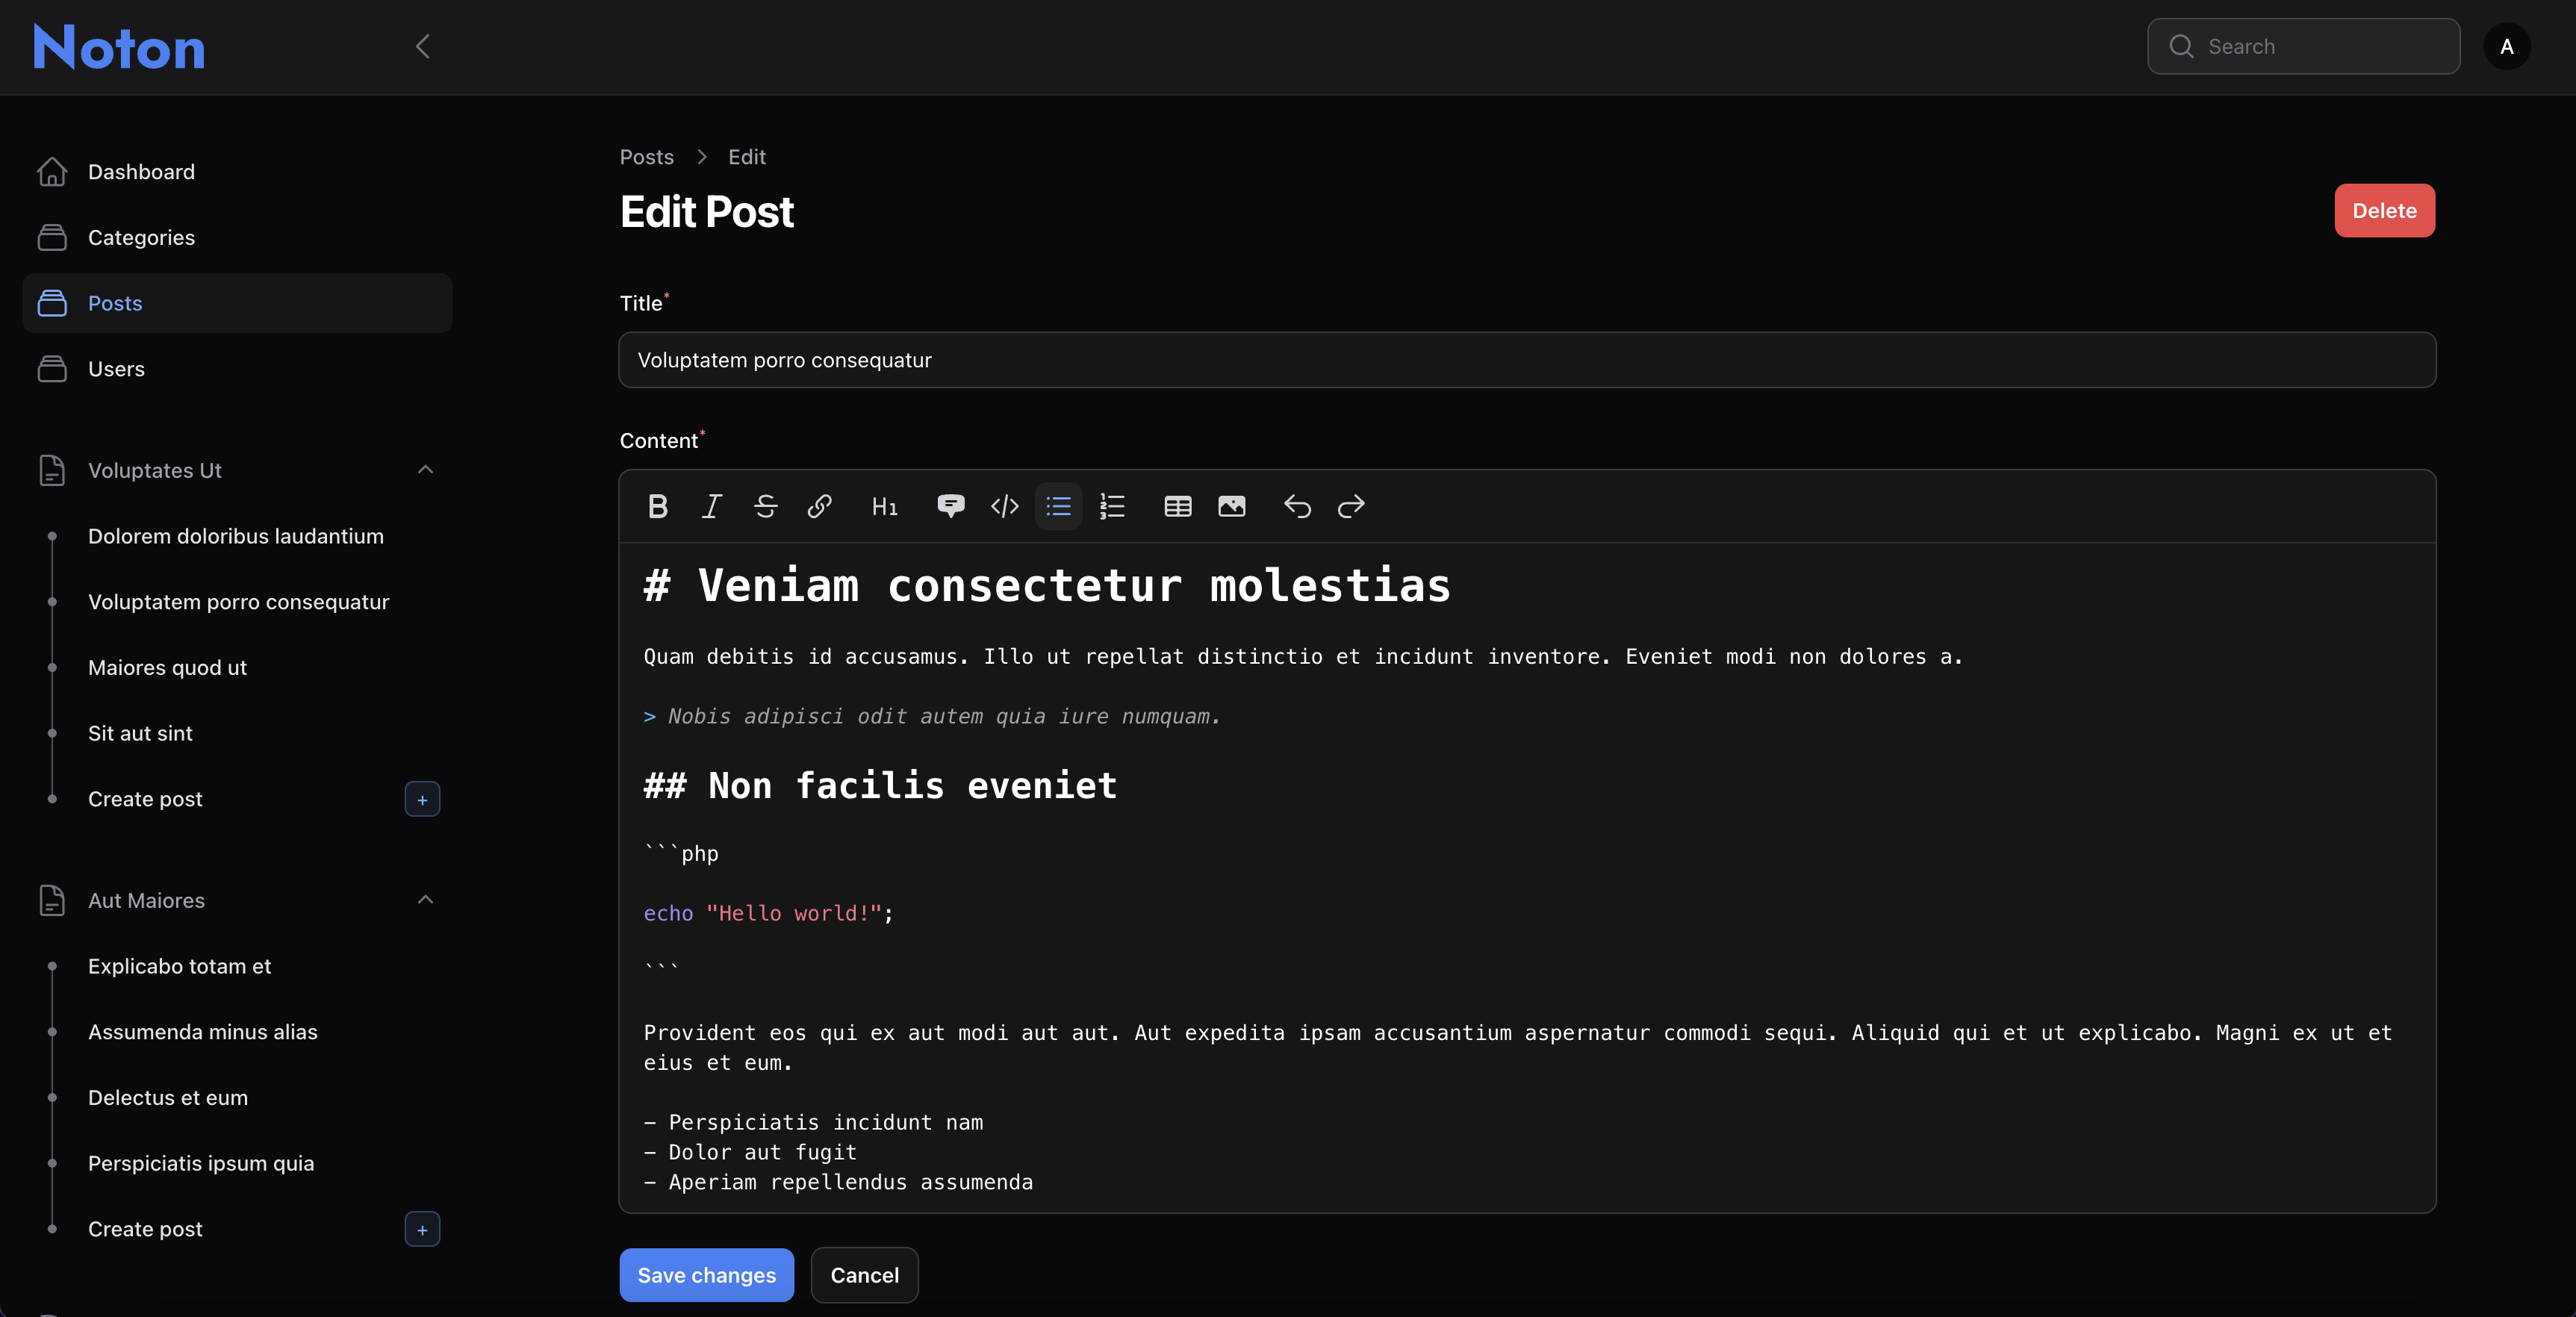 Noton
Search
A
Dashboard
Categories
Posts
Users
Voluptates Ut
Dolorem doloribus laudantium
Voluptatem porro consequatur
Maiores quod ut
Sit aut sint
Create post
+
Aut Maiores
Explicabo totam et
Assumenda minus alias
Delectus et eum
Perspiciatis ipsum quia
Create post
+
Posts > Edit
Edit Post
Delete
Title*
Voluptatem porro consequatur
Content*
B I S H1 </>
# Veniam consectetur molestias
Quam debitis id accusamus. Illo ut repellat distinctio et incidunt inventore. Eveniet modi non dolores a.
> Nobis adipisci odit autem quia iure numquam.
## Non facilis eveniet
```php
echo "Hello world!";
```
Provident eos qui ex aut modi aut aut. Aut expedita ipsam accusantium aspernatur commodi sequi. Aliquid qui et ut explicabo. Magni ex ut et
eius et eum.
- Perspiciatis incidunt nam
- Dolor aut fugit
- Aperiam repellendus assumenda
Save changes
Cancel